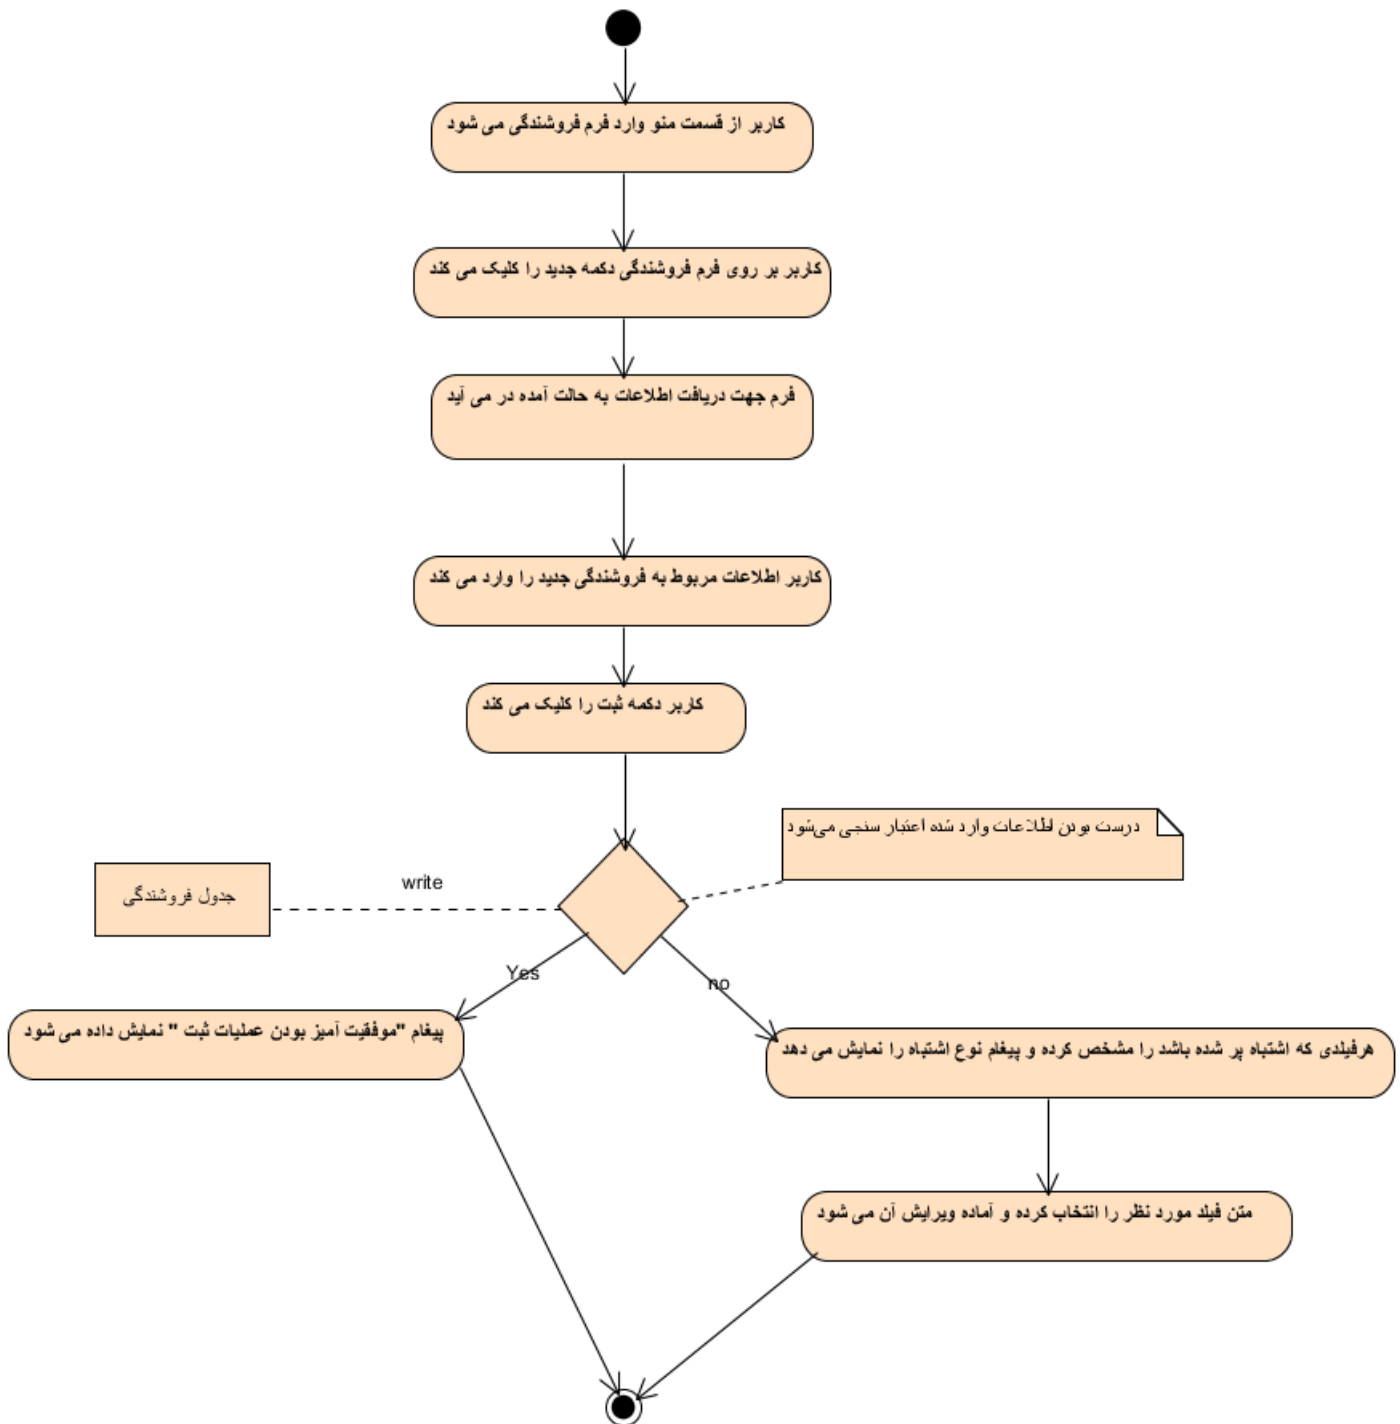 کاربر از قسمت منو وارد فرم فروشندگی می شود
کاربر بر روی فرم فروشندگی دکمه جدید را کلیک می کند
فرم جهت دریافت اطلاعات به حالت آمده در می آید
کاربر اطلاعات مربوط به فروشندگی جدید را وارد می کند
کاربر دکمه ثبت را کلیک می کند
درست بودن اطلاعات وارد شده اعتبار سنجی می‌شود
write
جدول فروشندگی
Yes
no
پیغام "موفقیت آمیز بودن عملیات ثبت " نمایش داده می شود
هرفیلدی که اشتباه پر شده باشد را مشخص کرده و پیغام نوع اشتباه را نمایش می دهد
متن فیلد مورد نظر را انتخاب کرده و آماده ویرایش آن می شود